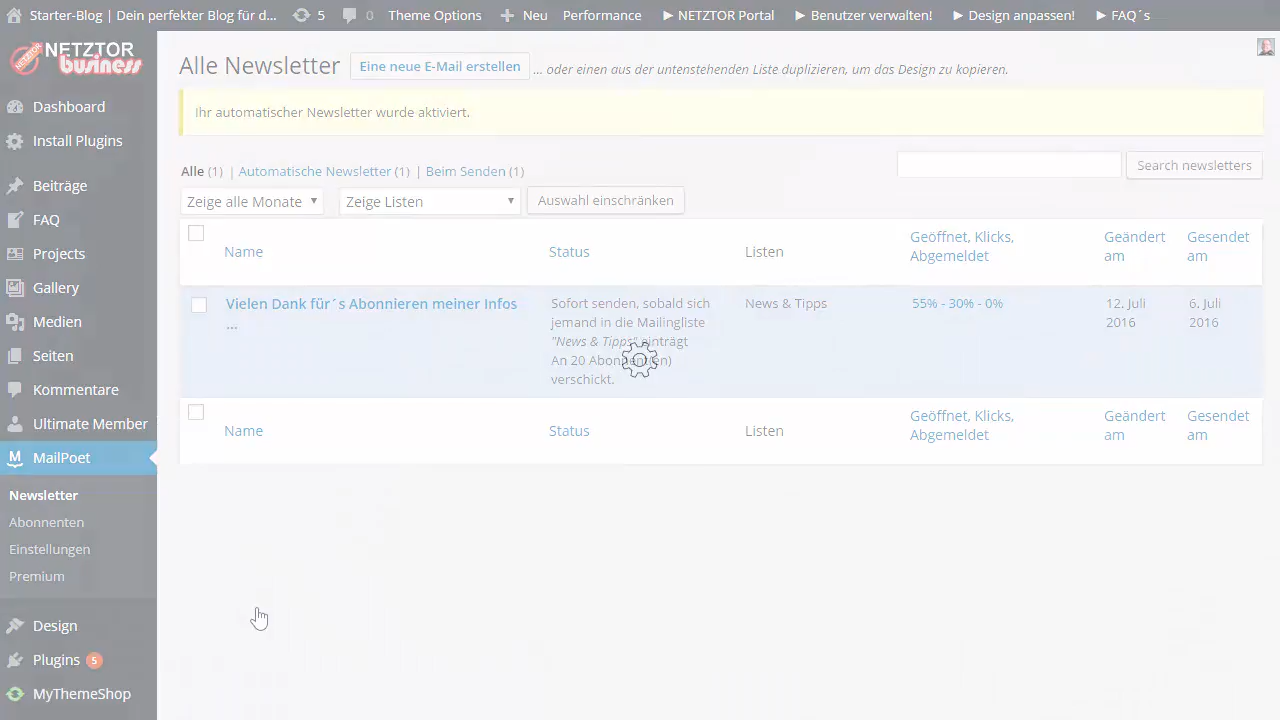 Starter-Blog | Dein perfekter Blog für d... 5 0 Theme Options Neu Performance ▶ NETZTOR Portal ▶ Benutzer verwalten! ▶ Design anpassen! ▶ FAQ´s
NETZTOR
business
NETZTOR
Dashboard
Install Plugins
Beiträge
FAQ
Projects
Gallery
Medien
Seiten
Kommentare
Ultimate Member
MailPoet
Newsletter
Abonnenten
Einstellungen
Premium
Design
Plugins 5
MyThemeShop
Alle Newsletter Eine neue E-Mail erstellen ... oder einen aus der untenstehenden Liste duplizieren, um das Design zu kopieren.
Ihr automatischer Newsletter wurde aktiviert.
Alle (1) | Automatische Newsletter (1) | Beim Senden (1)
Search newsletters
Zeige alle Monate Zeige Listen Auswahl einschränken
Name Status Listen Geöffnet, Klicks, Abgemeldet Geändert am Gesendet am
Vielen Dank für´s Abonnieren meiner Infos
...
Sofort senden, sobald sich
jemand in die Mailingliste
"News & Tipps" einträgt
An 20 Abonnent(en)
verschickt.
News & Tipps
55% - 30% - 0%
12. Juli
2016
6. Juli
2016
Name Status Listen Geöffnet, Klicks, Abgemeldet Geändert am Gesendet am